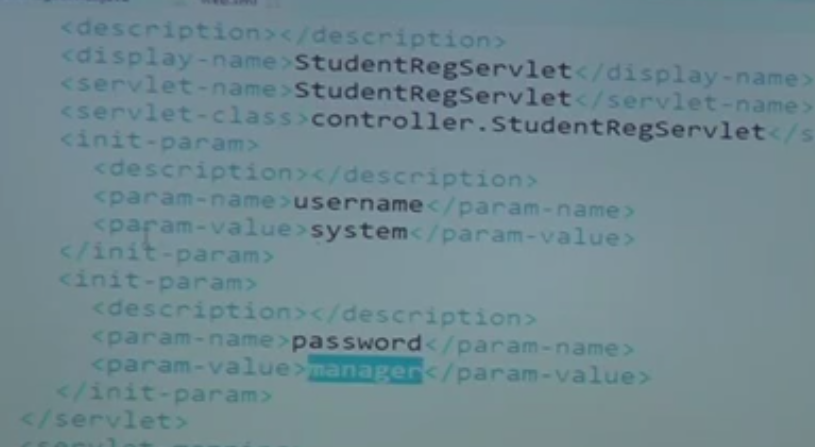 <description></description>
<display-name>StudentRegServlet</display-name>
<servlet-name>StudentRegServlet</servlet-name>
<servlet-class>controller.StudentRegServlet</s
<init-param>
<description></description>
<param-name>username</param-name>
<param-value>system</param-value>
</init-param>
<init-param>
<description></description>
<param-name>password</param-name>
<param-value>manager</param-value>
</init-param>
</servlet>